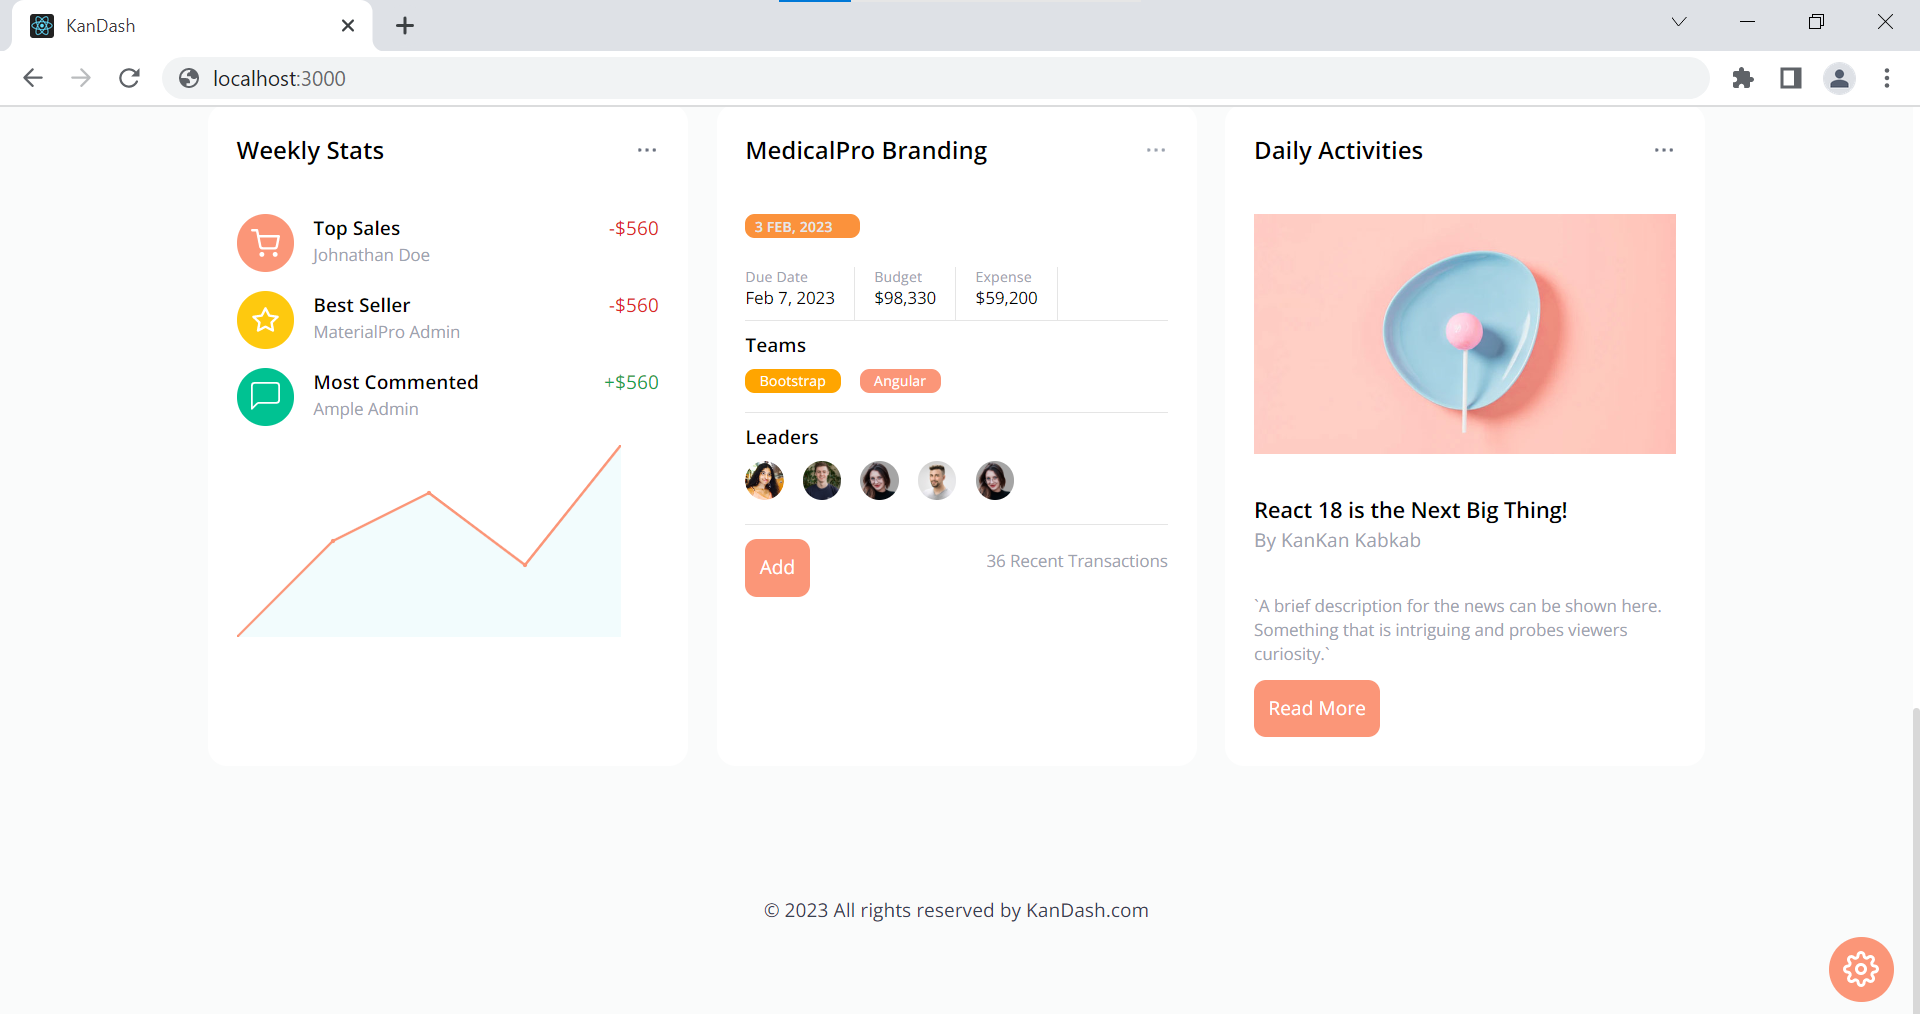 KanDash
localhost:3000
Weekly Stats
Top Sales
-$560
Johnathan Doe
Best Seller
-$560
MaterialPro Admin
Most Commented
+$560
Ample Admin
MedicalPro Branding
3 FEB, 2023
Due Date
Feb 7, 2023
Budget
$98,330
Expense
$59,200
Teams
Bootstrap
Angular
Leaders
Add
36 Recent Transactions
Daily Activities
React 18 is the Next Big Thing!
By KanKan Kabkab
`A brief description for the news can be shown here.
Something that is intriguing and probes viewers
curiosity.`
Read More
© 2023 All rights reserved by KanDash.com